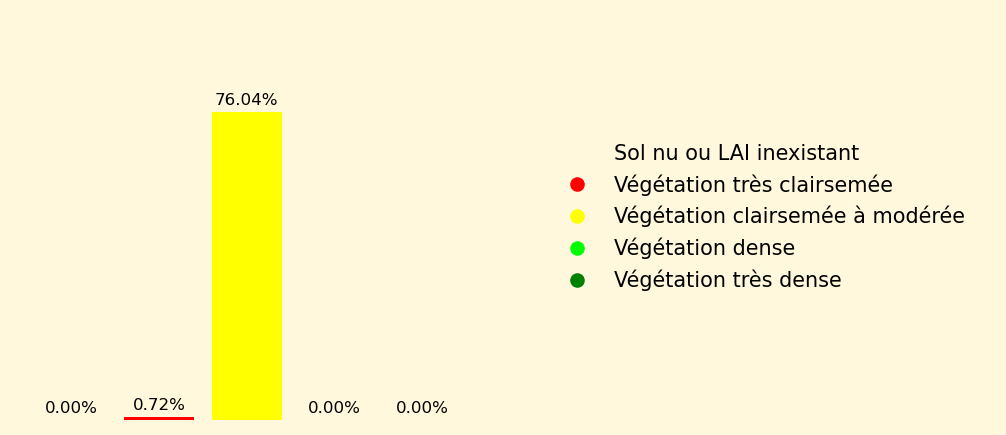 76.04%
0.00%
0.72%
0.00%
0.00%
Sol nu ou LAI inexistant
Végétation très clairsemée
Végétation clairsemée à modérée
Végétation dense
Végétation très dense